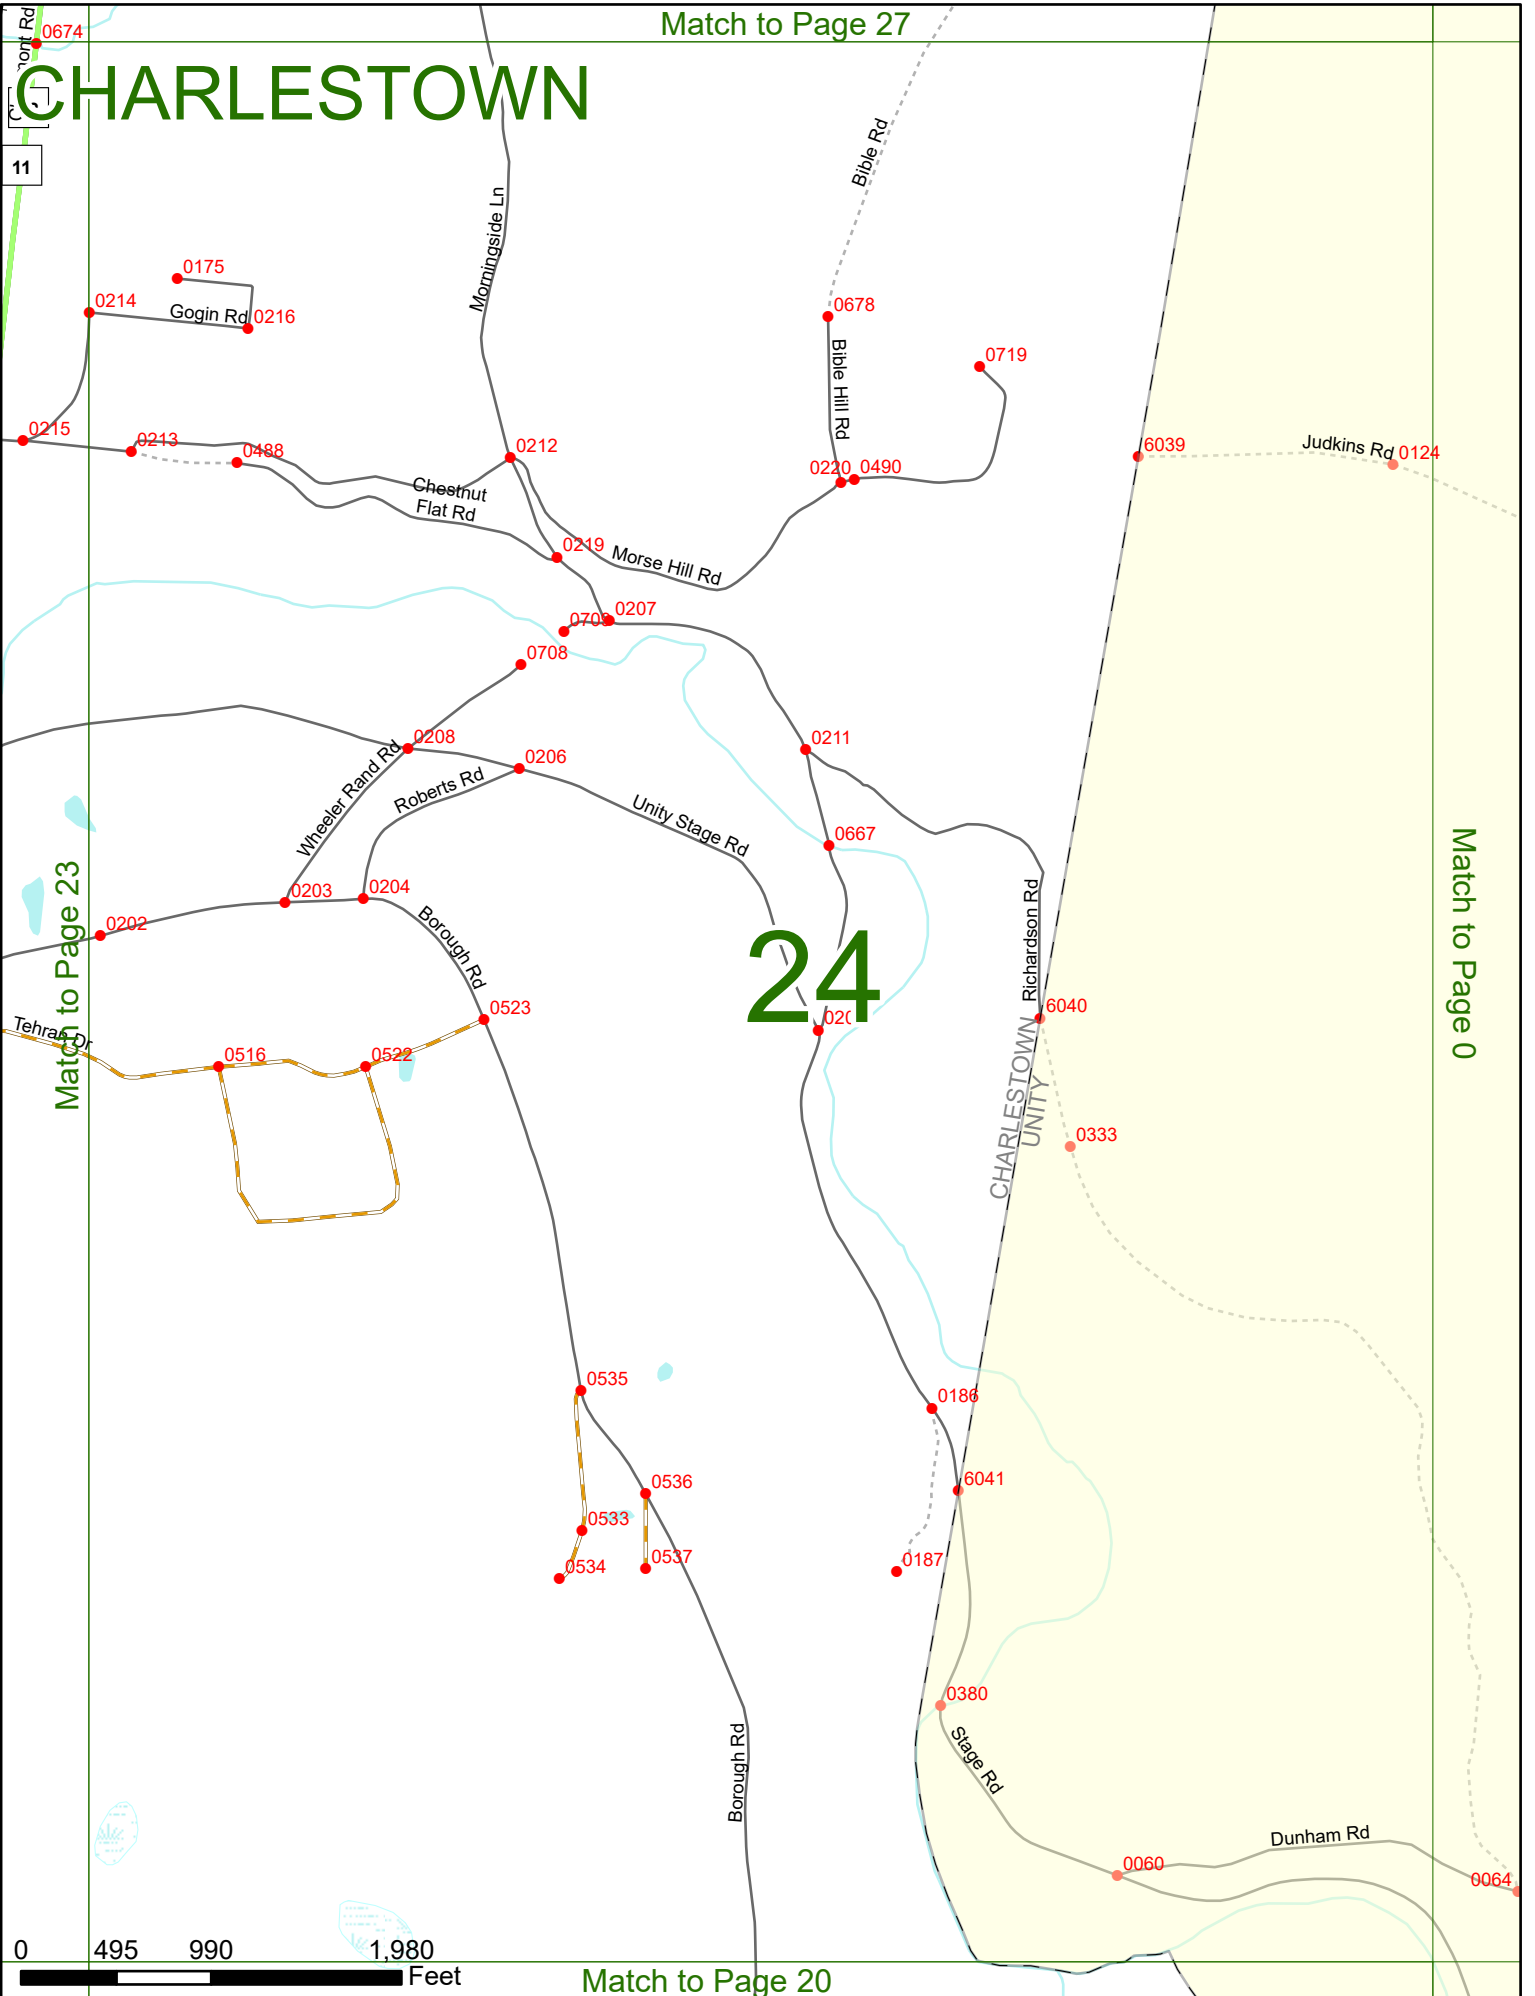 Match to Page 27
mont Rd
0674
CHARLESTOWN
11
Bible Rd
Morningside Ln
0175
0214
Gogin Rd
0216
0678
Bible Hill Rd
0719
0215
0213
0488
0212
0220
0490
6039
Judkins Rd
0124
Chestnut
Flat Rd
0219
Morse Hill Rd
0207
0708
0208
0206
0211
Wheeler Rand Rd
Roberts Rd
Unity Stage Rd
0667
Match to Page 23
Match to Page 0
0203
0204
0202
Borough Rd
Richardson Rd
24
0523
6040
Tehran Dr
0516
0522
CHARLESTOWN
UNITY
0333
0535
0186
0536
6041
0533
0534
0537
0187
0380
Stage Rd
Borough Rd
Dunham Rd
0060
0064
0 495 990 1,980
Feet
Match to Page 20